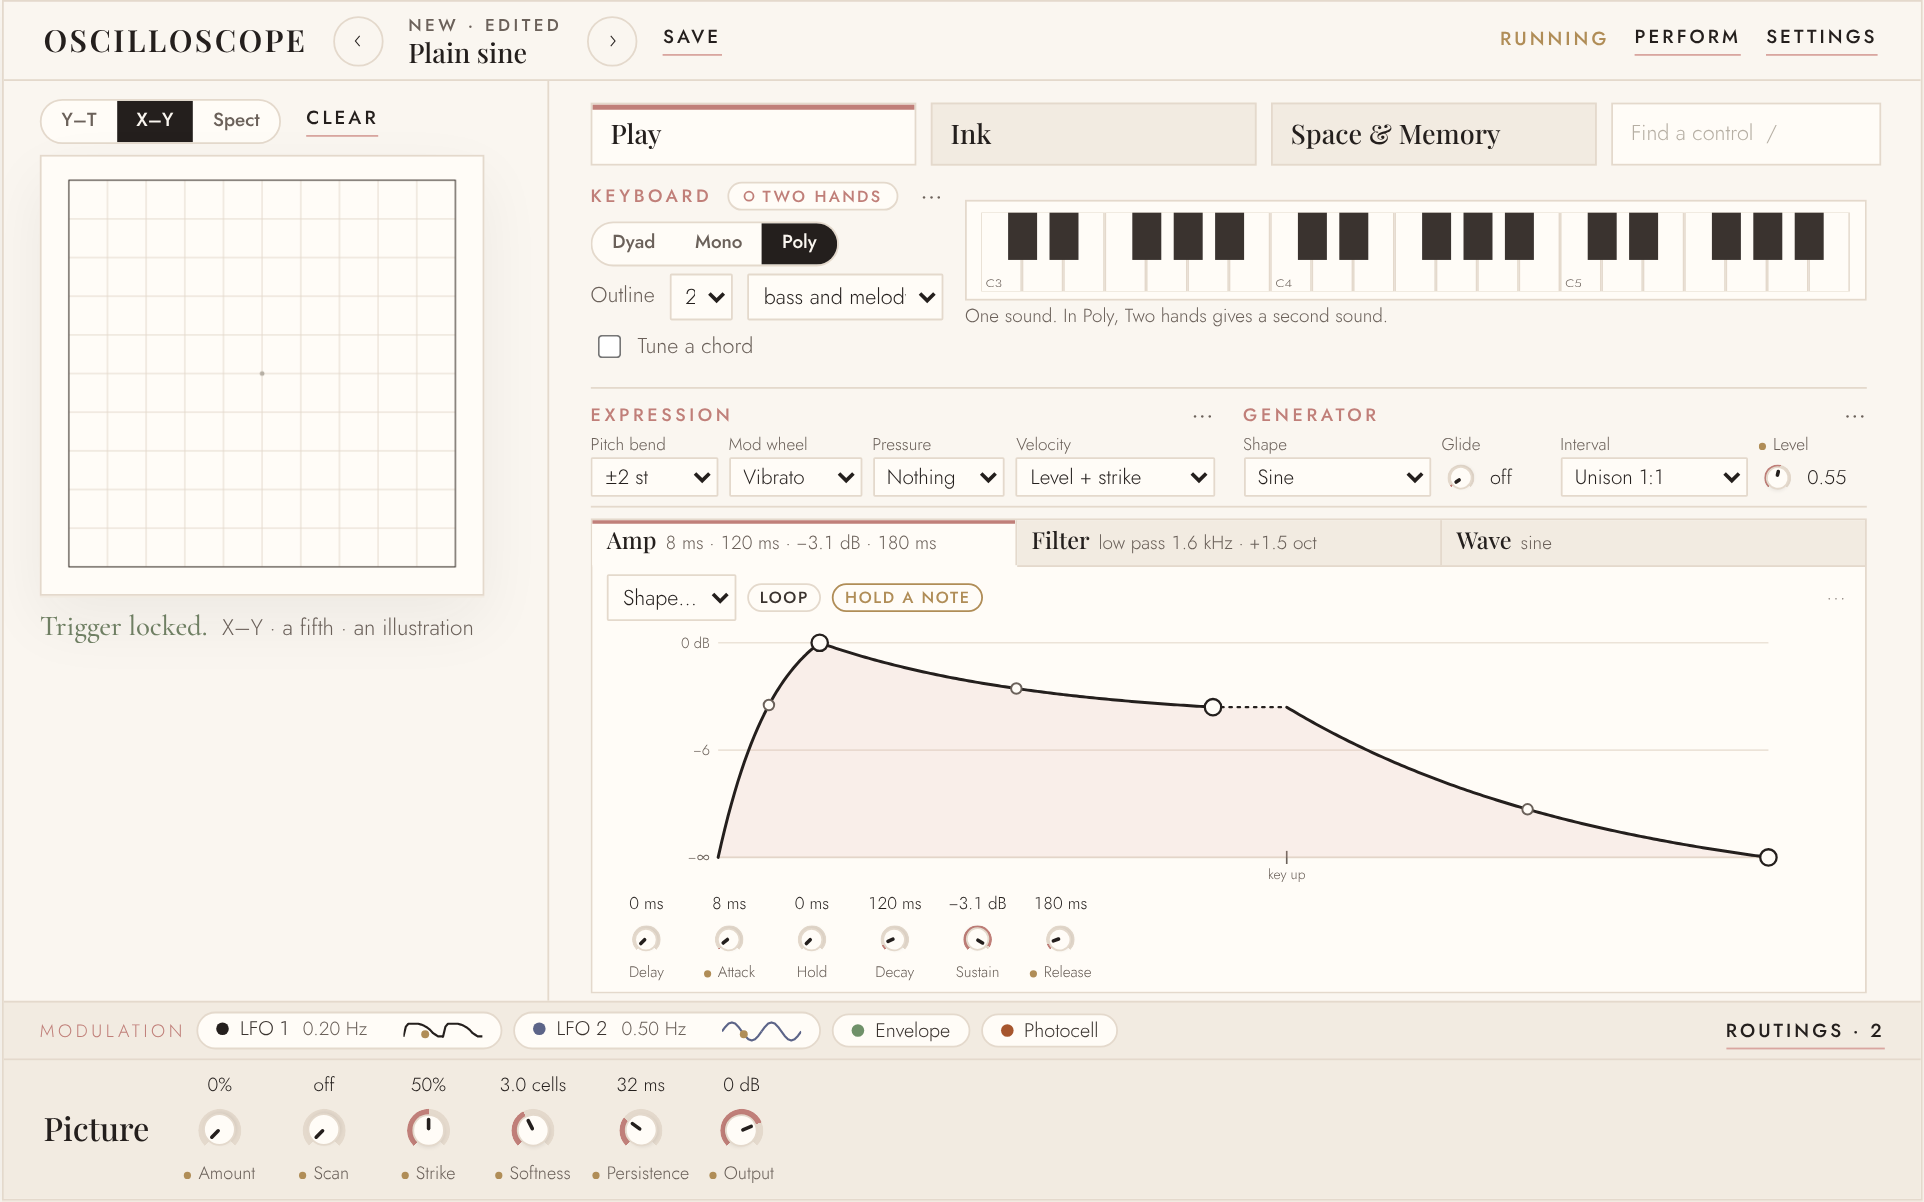 OSCILLOSCOPE
‹
NEW · EDITED
Plain sine
›
SAVE
RUNNING
PERFORM
SETTINGS
Y–T X–Y Spect
CLEAR
Trigger locked. X–Y · a fifth · an illustration
Play
Ink
Space & Memory
Find a control /
KEYBOARD
TWO HANDS
...
Dyad Mono Poly
Outline 2 bass and melod
Tune a chord
C3 C4 C5
One sound. In Poly, Two hands gives a second sound.
EXPRESSION ...
Pitch bend Mod wheel Pressure Velocity
±2 st Vibrato Nothing Level + strike
GENERATOR ...
Shape Glide Interval Level
Sine off Unison 1:1 0.55
Amp 8 ms · 120 ms · −3.1 dB · 180 ms
Filter low pass 1.6 kHz · +1.5 oct
Wave sine
Shape... LOOP HOLD A NOTE ...
0 dB
−6
−∞
key up
0 ms 8 ms 0 ms 120 ms −3.1 dB 180 ms
Delay Attack Hold Decay Sustain Release
MODULATION LFO 1 0.20 Hz LFO 2 0.50 Hz Envelope Photocell ROUTINGS · 2
0% off 50% 3.0 cells 32 ms 0 dB
Picture
Amount Scan Strike Softness Persistence Output